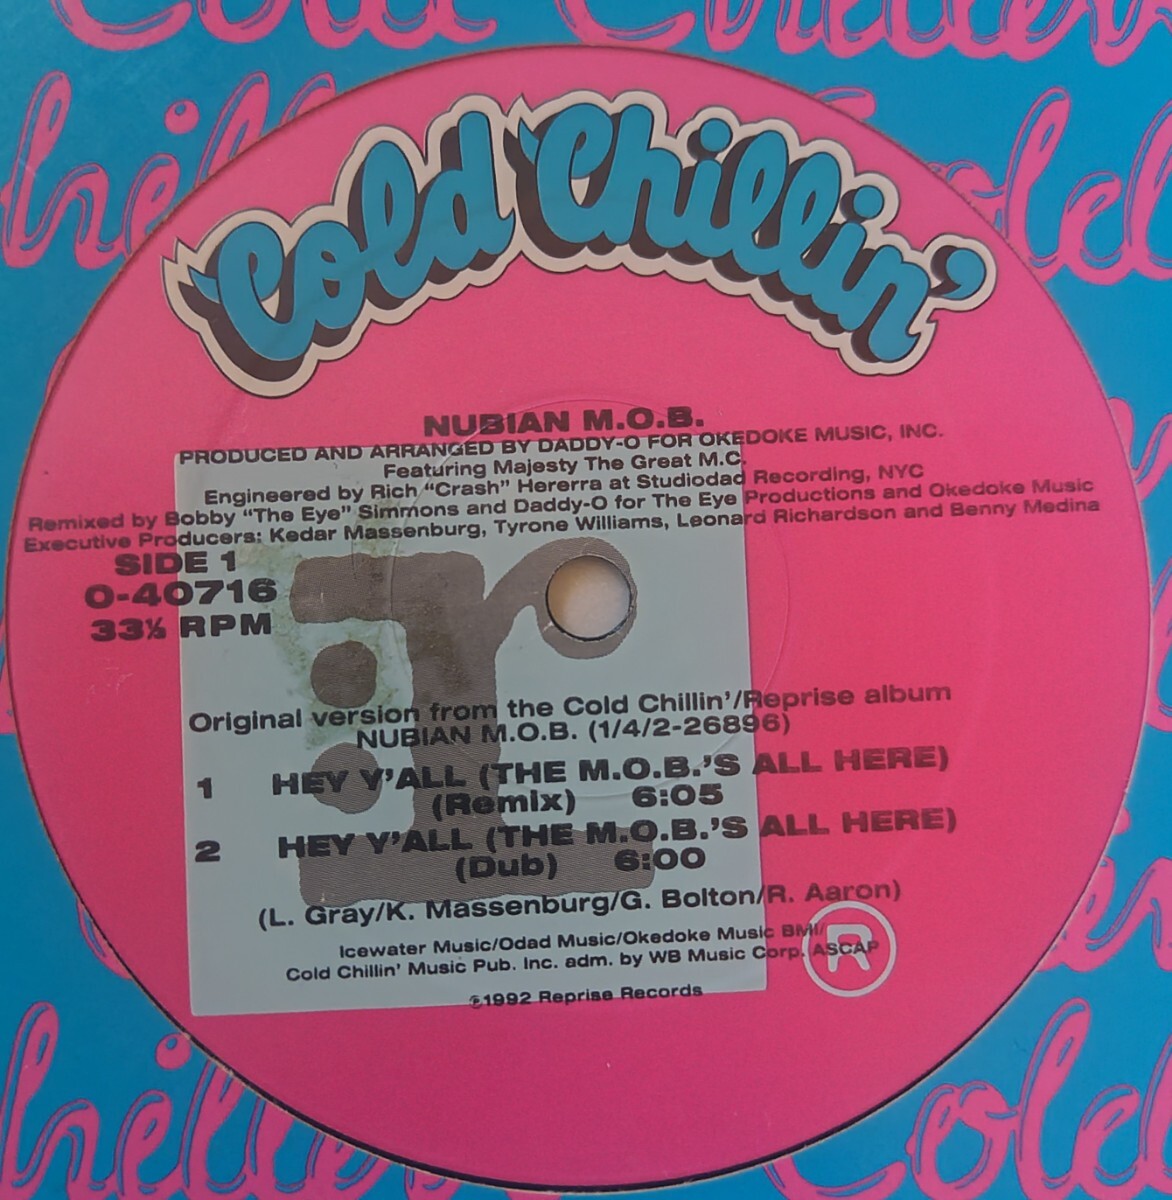 Cold Chillin'
NUBIAN M.O.B.
PRODUCED AND ARRANGED BY DADDY-O FOR OKEDOKE MUSIC, INC.
Featuring Majesty The Great M.C.
Engineered by Rich "Crash" Hererra at Studiodad Recording, NYC
Remixed by Bobby "The Eye" Simmons and Daddy-O for The Eye Productions and Okedoke Music
Executive Producers: Kedar Massenburg, Tyrone Williams, Leonard Richardson and Benny Medina
SIDE 1
0-40716
33⅓ RPM
Original version from the Cold Chillin'/Reprise album
NUBIAN M.O.B. (1/4/2-26896)
1 HEY Y'ALL (THE M.O.B.'S ALL HERE)
(Remix) 6:05
2 HEY Y'ALL (THE M.O.B.'S ALL HERE)
(Dub) 6:00
(L. Gray/K. Massenburg/G. Bolton/R. Aaron)
Icewater Music/Odad Music/Okedoke Music BMI/
Cold Chillin' Music Pub. Inc. adm. by WB Music Corp. ASCAP
R
℗1992 Reprise Records